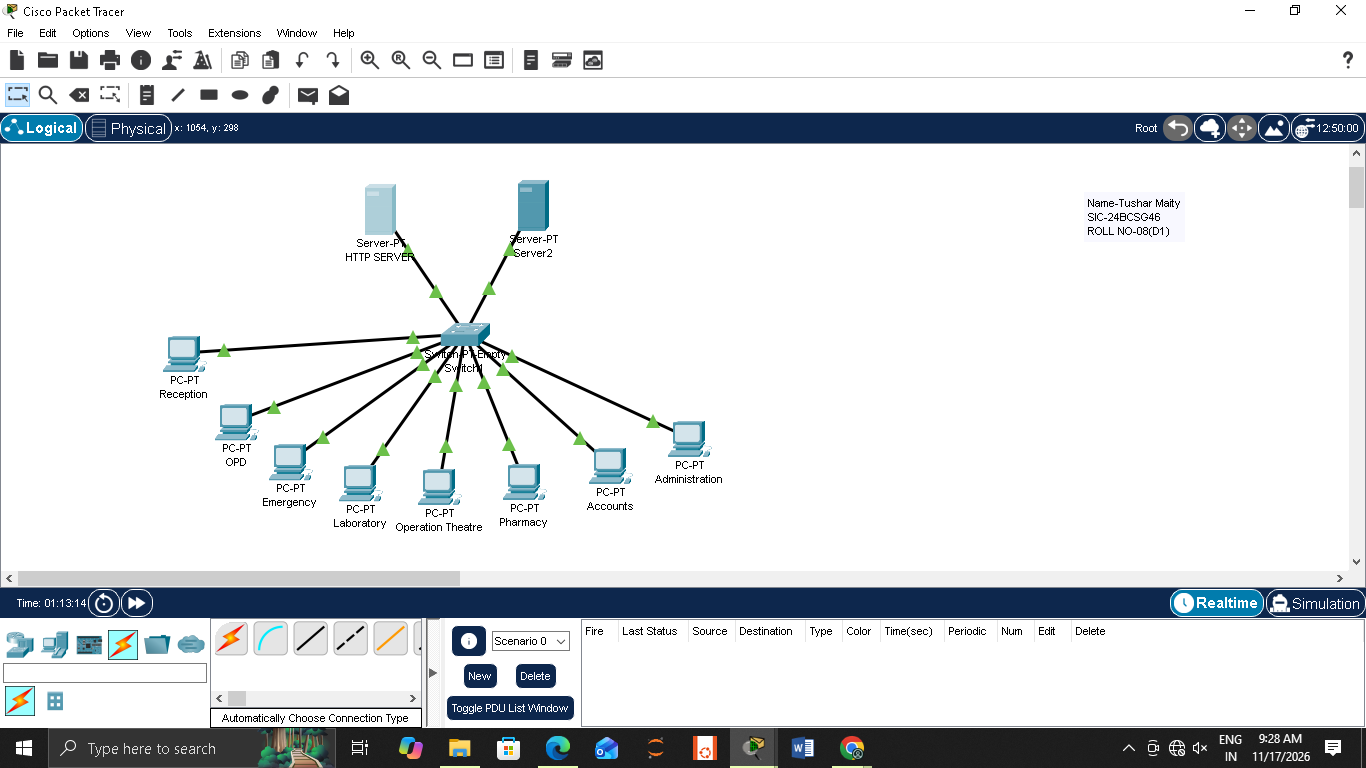 Cisco Packet Tracer
File Edit Options View Tools Extensions Window Help
?
Logical Physical x: 1054, y: 298 Root 12:50:00
Name-Tushar Maity
SIC-24BCSG46
ROLL NO-08(D1)
Server-PT
HTTP SERVER
Server-PT
Server2
Switch-PT-Empty
Switch1
PC-PT
Reception
PC-PT
OPD
PC-PT
Emergency
PC-PT
Laboratory
PC-PT
Operation Theatre
PC-PT
Pharmacy
PC-PT
Accounts
PC-PT
Administration
Time: 01:13:14 Realtime Simulation
Scenario 0
New Delete
Toggle PDU List Window
Fire Last Status Source Destination Type Color Time(sec) Periodic Num Edit Delete
Automatically Choose Connection Type
Type here to search
ENG
IN
9:28 AM
11/17/2026